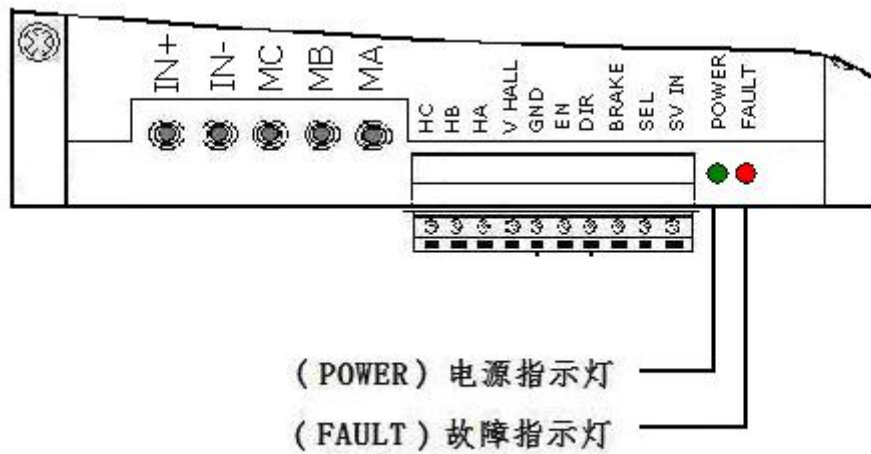 IN+
IN-
MC
MB
MA
HC
HB
HA
V HALL
GND
EN
DIR
BRAKE
SEL
SV IN
POWER
FAULT
(POWER) 电源指示灯
(FAULT) 故障指示灯